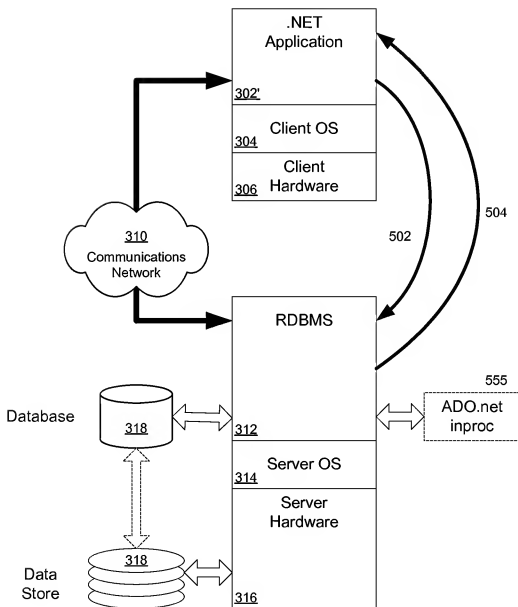 .NET
Application
302'
Client OS
304
Client
Hardware
306
310
Communications
Network
502
504
RDBMS
312
555
ADO.net
inproc
Database
318
Server OS
314
Server
Hardware
318
Data
Store
316